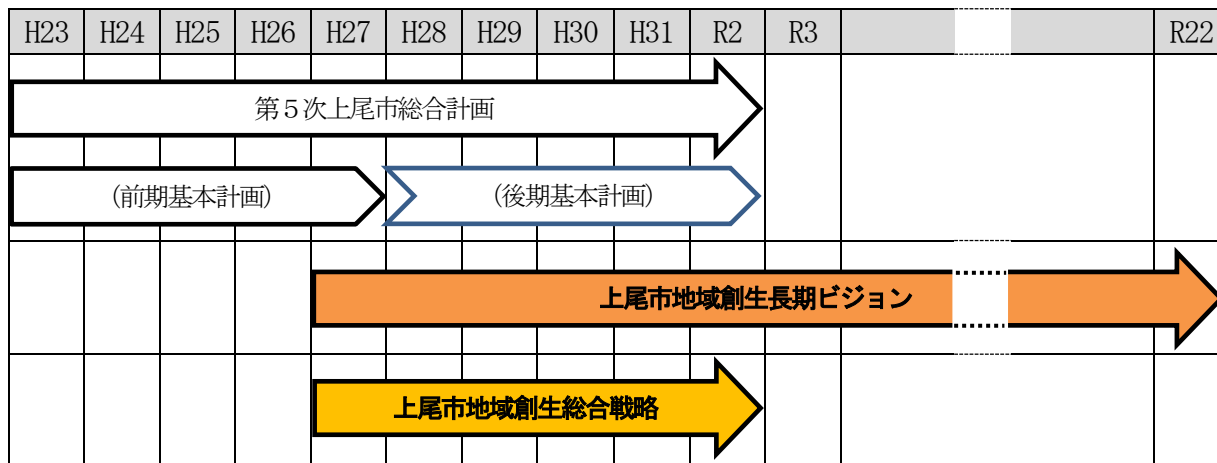 H23 H24 H25 H26 H27 H28 H29 H30 H31 R2 R3 R22
第５次上尾市総合計画
(前期基本計画) (後期基本計画)
上尾市地域創生長期ビジョン
上尾市地域創生総合戦略